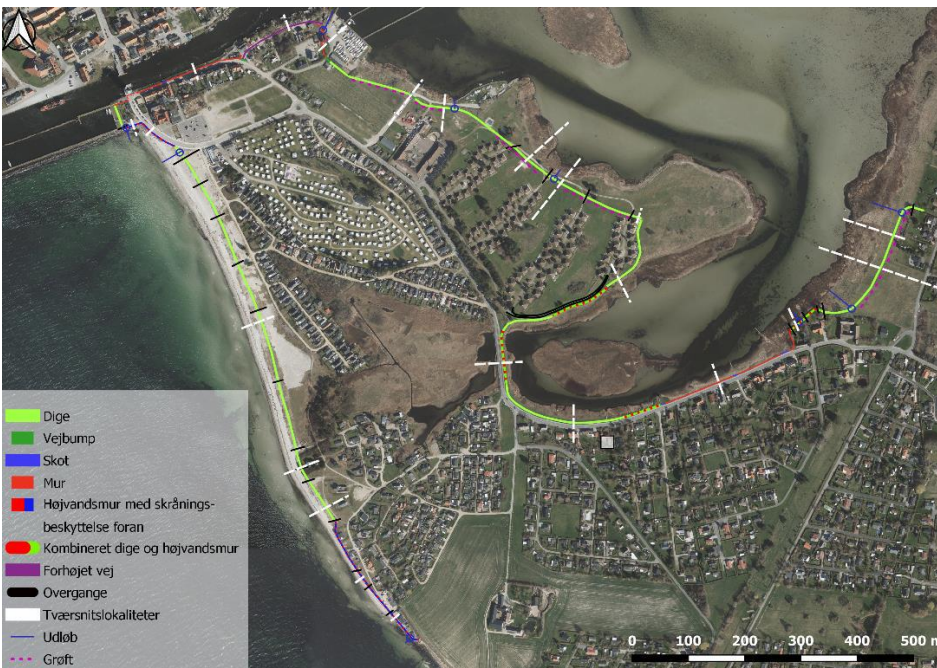 Dige
Vejbump
Skot
Mur
Højvandsmur med skrånings-
beskyttelse foran
Kombineret dige og højvandsmur
Forhøjet vej
Overgange
Tværsnitslokaliteter
Udløb
Grøft
0 100 200 300 400 500 m